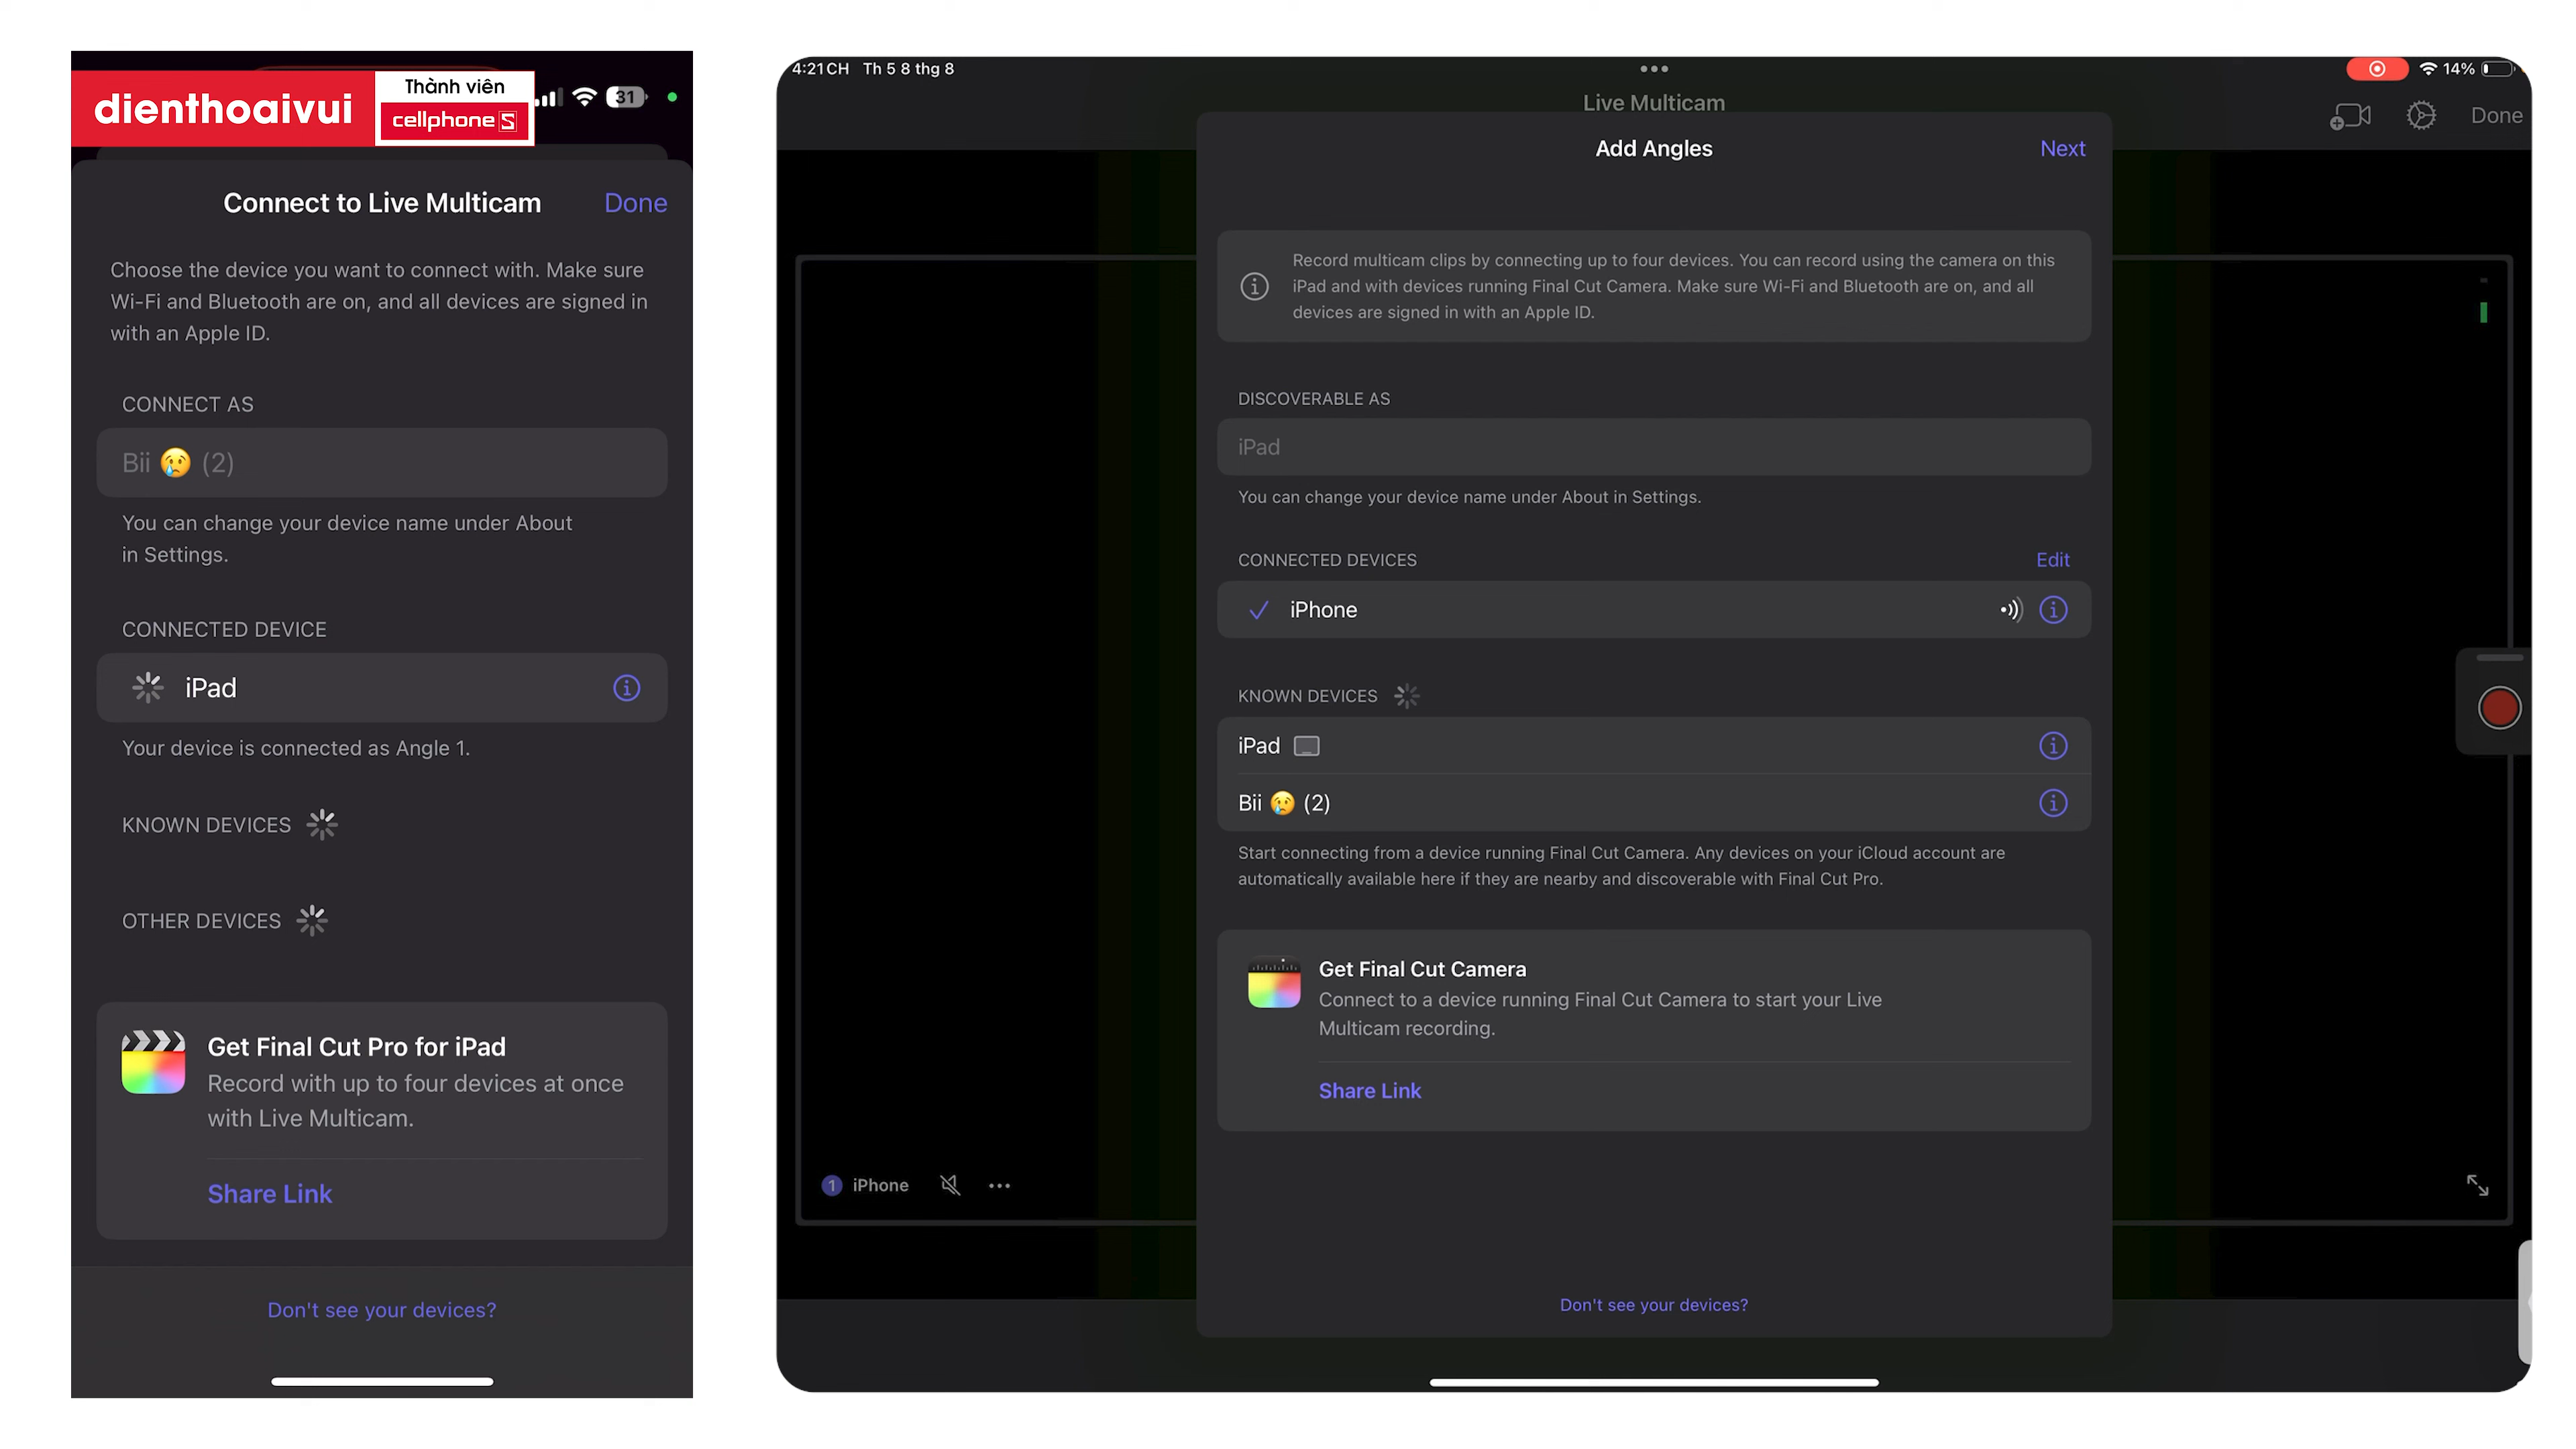 dienthoaivui
Thành viên
cellphoneS
31
Connect to Live Multicam
Done
Choose the device you want to connect with. Make sure
Wi-Fi and Bluetooth are on, and all devices are signed in
with an Apple ID.
CONNECT AS
Bii 😢 (2)
You can change your device name under About
in Settings.
CONNECTED DEVICE
iPad
Your device is connected as Angle 1.
KNOWN DEVICES
OTHER DEVICES
Get Final Cut Pro for iPad
Record with up to four devices at once
with Live Multicam.
Share Link
Don't see your devices?
4:21 CH Th 5 8 thg 8
14%
Live Multicam
Done
Add Angles
Next
Record multicam clips by connecting up to four devices. You can record using the camera on this
iPad and with devices running Final Cut Camera. Make sure Wi-Fi and Bluetooth are on, and all
devices are signed in with an Apple ID.
DISCOVERABLE AS
iPad
You can change your device name under About in Settings.
CONNECTED DEVICES
Edit
iPhone
KNOWN DEVICES
iPad
Bii 😢 (2)
Start connecting from a device running Final Cut Camera. Any devices on your iCloud account are
automatically available here if they are nearby and discoverable with Final Cut Pro.
Get Final Cut Camera
Connect to a device running Final Cut Camera to start your Live
Multicam recording.
Share Link
1 iPhone
Don't see your devices?